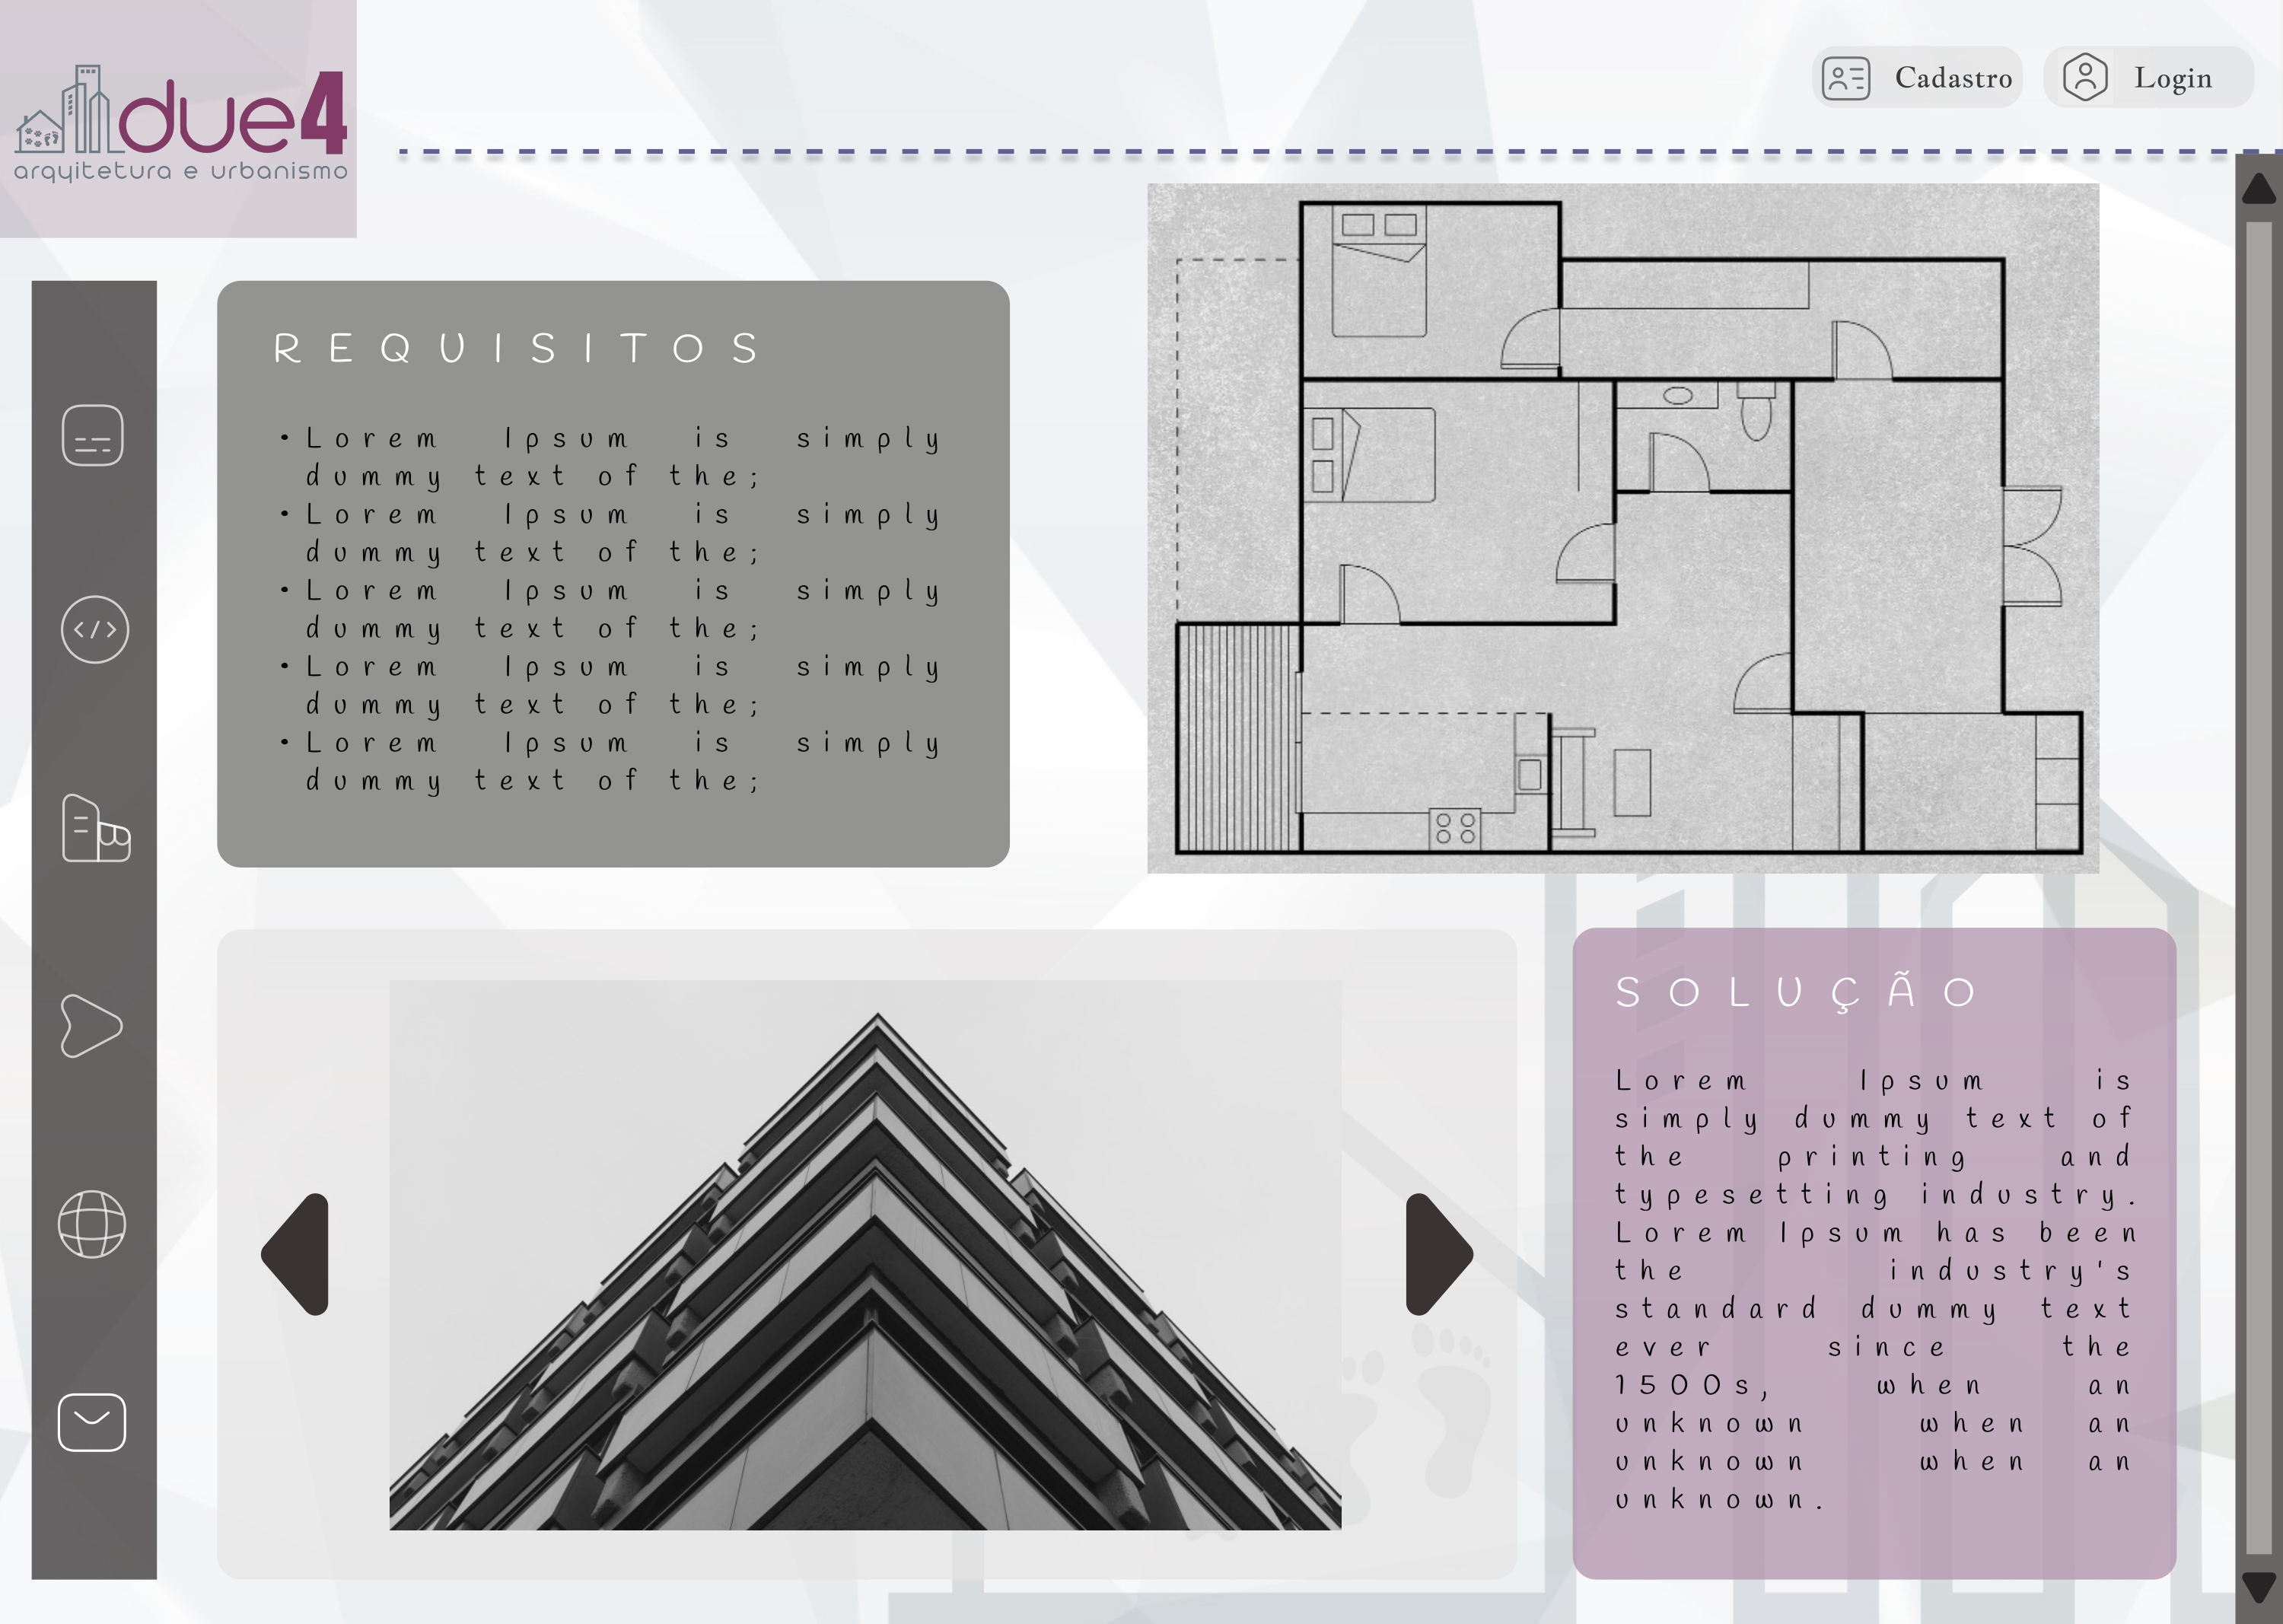 due4
arquitetura e urbanismo
Cadastro
Login
REQUISITOS
• Lorem Ipsum is simply
dummy text of the;
• Lorem Ipsum is simply
dummy text of the;
• Lorem Ipsum is simply
dummy text of the;
• Lorem Ipsum is simply
dummy text of the;
• Lorem Ipsum is simply
dummy text of the;
SOLUÇÃO
Lorem Ipsum is
simply dummy text of
the printing and
typesetting industry.
Lorem Ipsum has been
the industry's
standard dummy text
ever since the
1500s, when an
unknown when an
unknown when an
unknown.